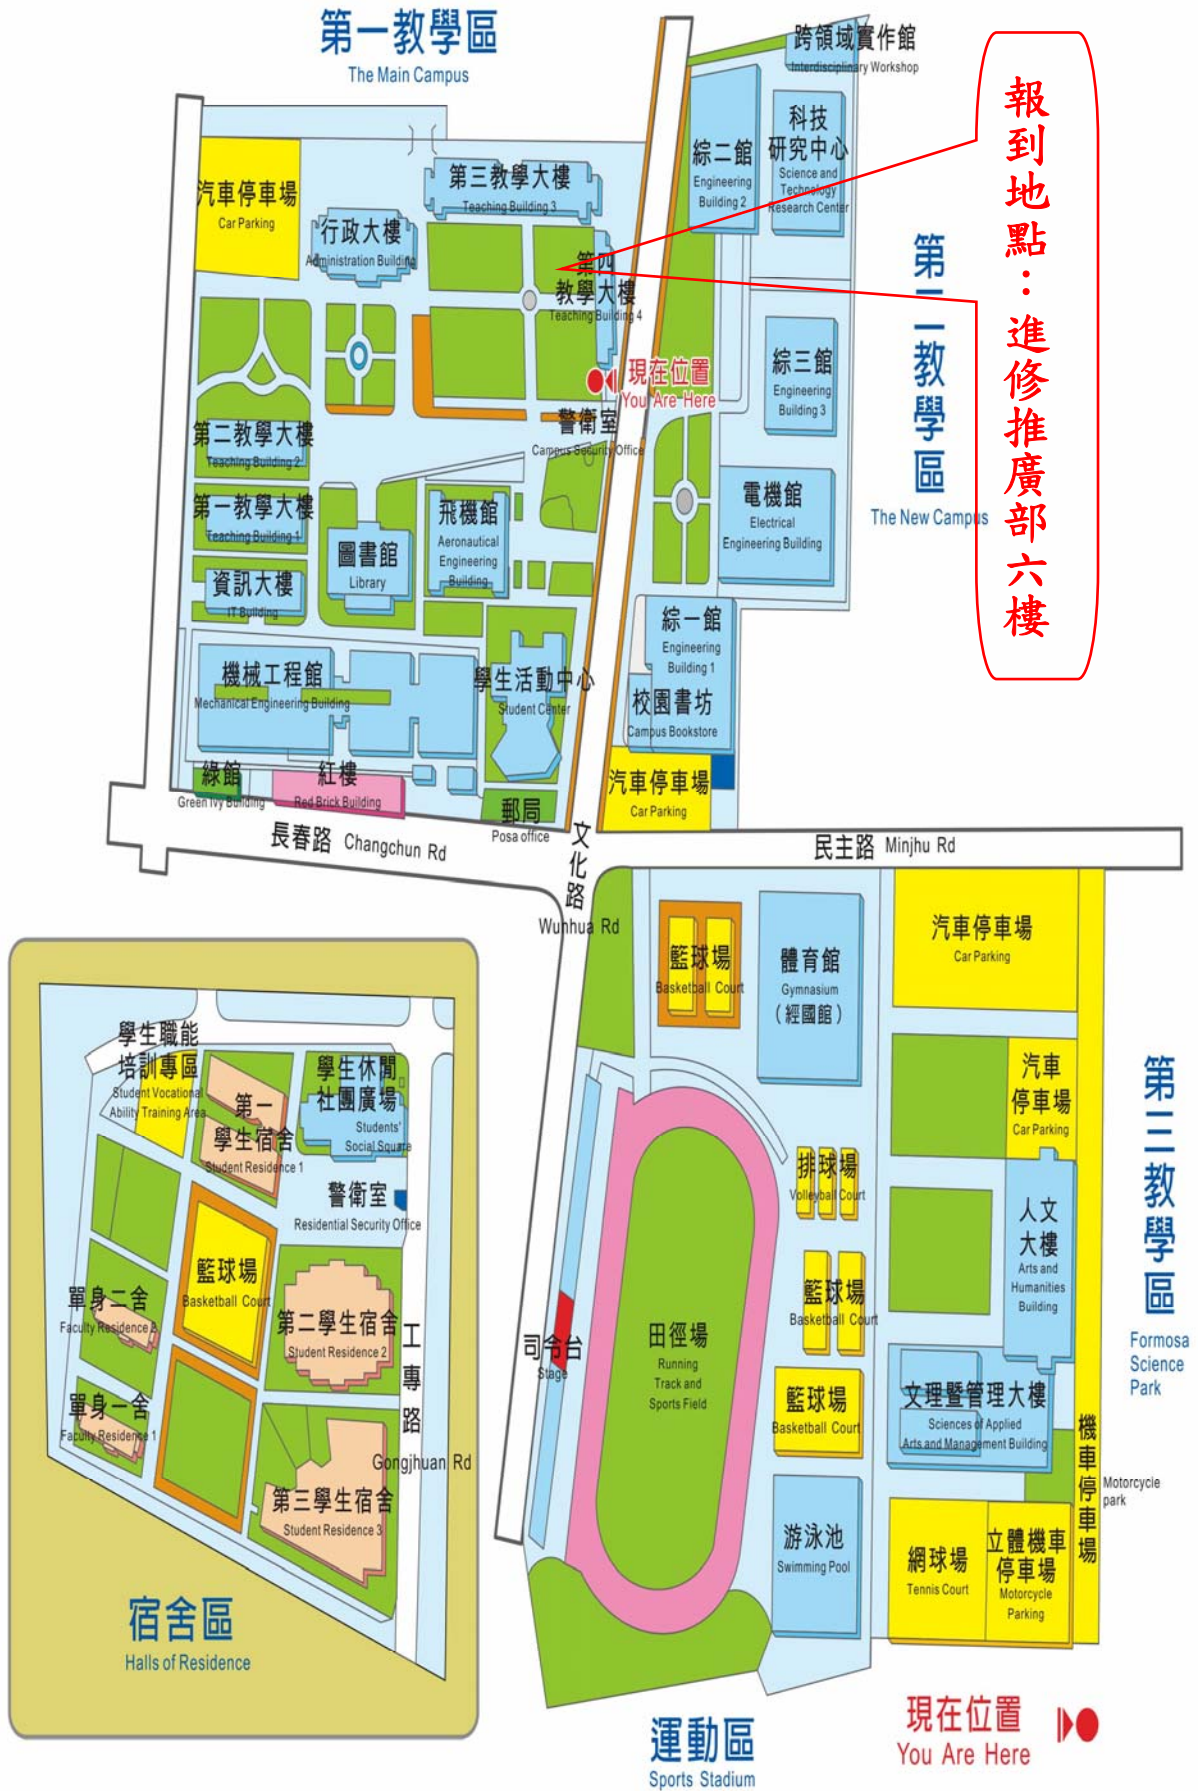 第一教學區
The Main Campus
跨領域實作館
Interdisciplinary Workshop
汽車停車場
Car Parking
第三教學大樓
Teaching Building 3
行政大樓
Administration Building
第四
教學大樓
Teaching Building 4
綜二館
Engineering
Building 2
科技
研究中心
Science and
Technology
Research Center
報到地點：進修推廣部六樓
第二教學區
The New Campus
現在位置
You Are Here
警衛室
Campus Security Office
綜三館
Engineering
Building 3
第二教學大樓
Teaching Building 2
第一教學大樓
Teaching Building 1
資訊大樓
IT Building
圖書館
Library
飛機館
Aeronautical
Engineering
Building
電機館
Electrical
Engineering Building
綜一館
Engineering
Building 1
校園書坊
Campus Bookstore
機械工程館
Mechanical Engineering Building
學生活動中心
Student Center
綠館
Green Ivy Building
紅樓
Red Brick Building
郵局
Posa office
汽車停車場
Car Parking
長春路 Changchun Rd
文化路
Wunhua Rd
民主路 Minjhu Rd
籃球場
Basketball Court
體育館
Gymnasium
（經國館）
汽車停車場
Car Parking
汽車
停車場
Car Parking
第三教學區
Formosa
Science
Park
學生職能
培訓專區
Student Vocational
Ability Training Area
第一
學生宿舍
Student Residence 1
學生休閒
社團廣場
Students'
Social Square
警衛室
Residential Security Office
籃球場
Basketball Court
單身二舍
Faculty Residence 2
第二學生宿舍
Student Residence 2
單身一舍
Faculty Residence 1
工專路
Gongjhuan Rd
第三學生宿舍
Student Residence 3
宿舍區
Halls of Residence
司令台
Stage
田徑場
Running
Track and
Sports Field
排球場
Volleyball Court
籃球場
Basketball Court
籃球場
Basketball Court
游泳池
Swimming Pool
人文
大樓
Arts and
Humanities
Building
文理暨管理大樓
Sciences of Applied
Arts and Management Building
機車停車場
Motorcycle
park
網球場
Tennis Court
立體機車
停車場
Motorcycle
Parking
運動區
Sports Stadium
現在位置
You Are Here